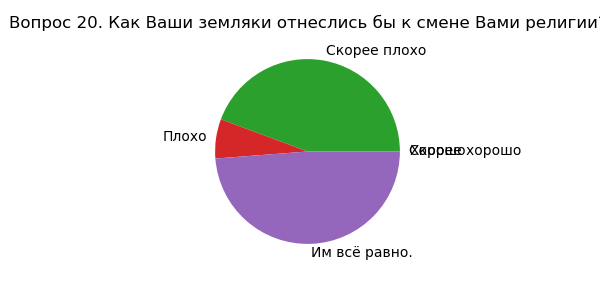 Вопрос 20. Как Ваши земляки отнеслись бы к смене Вами религии?
Скорее плохо
Плохо
Им всё равно.